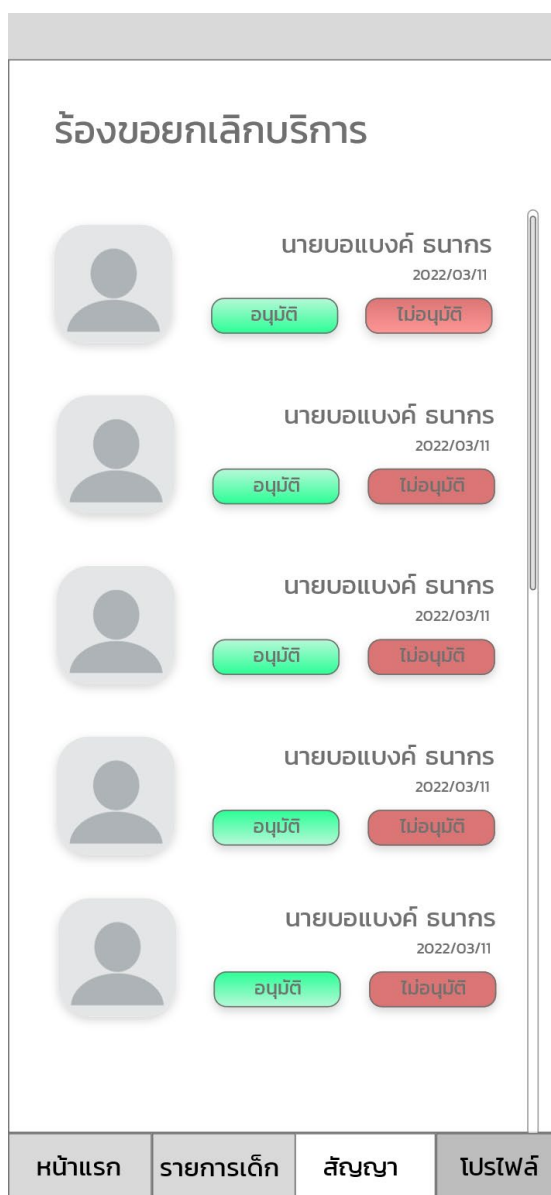 ร้องขอยกเลิกบริการ
นายบอแบงค์ ธนากร
2022/03/11
อนุมัติ ไม่อนุมัติ
นายบอแบงค์ ธนากร
2022/03/11
อนุมัติ ไม่อนุมัติ
นายบอแบงค์ ธนากร
2022/03/11
อนุมัติ ไม่อนุมัติ
นายบอแบงค์ ธนากร
2022/03/11
อนุมัติ ไม่อนุมัติ
นายบอแบงค์ ธนากร
2022/03/11
อนุมัติ ไม่อนุมัติ
หน้าแรก รายการเด็ก สัญญา โปรไฟล์